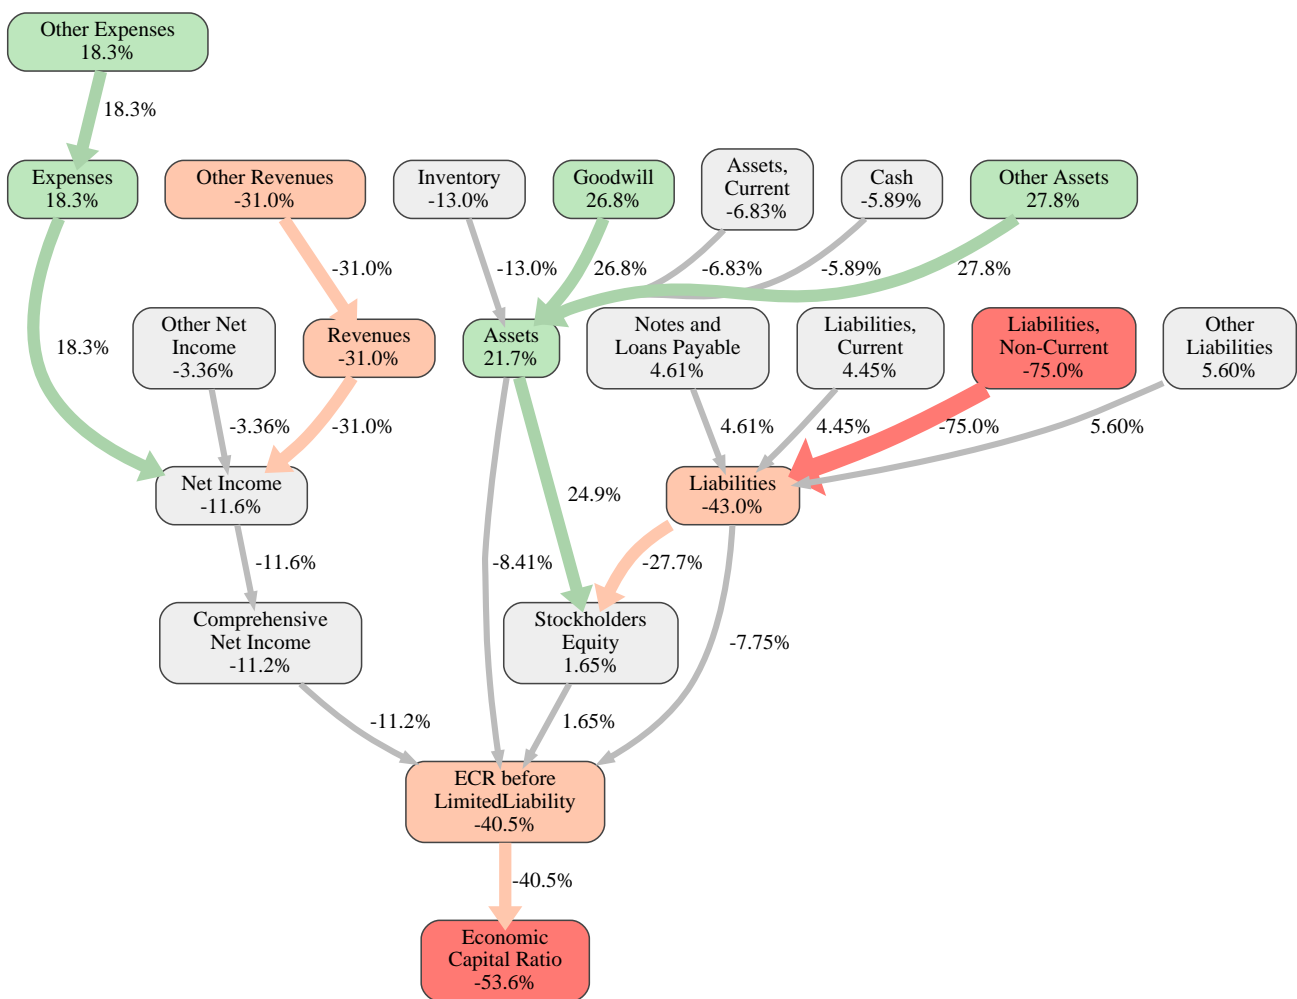 Other Expenses
18.3%
18.3%
Expenses
18.3%
Other Revenues
-31.0%
Inventory
-13.0%
Goodwill
26.8%
Assets,
Current
-6.83%
Cash
-5.89%
Other Assets
27.8%
-31.0%
-13.0%
26.8%
-6.83%
-5.89%
27.8%
18.3%
Other Net
Income
-3.36%
Revenues
-31.0%
Assets
21.7%
Notes and
Loans Payable
4.61%
Liabilities,
Current
4.45%
Liabilities,
Non-Current
-75.0%
Other
Liabilities
5.60%
-3.36%
-31.0%
4.61%
4.45%
-75.0%
5.60%
Net Income
-11.6%
24.9%
Liabilities
-43.0%
-11.6%
-8.41%
-27.7%
Comprehensive
Net Income
-11.2%
Stockholders
Equity
1.65%
-7.75%
-11.2%
1.65%
ECR before
LimitedLiability
-40.5%
-40.5%
Economic
Capital Ratio
-53.6%